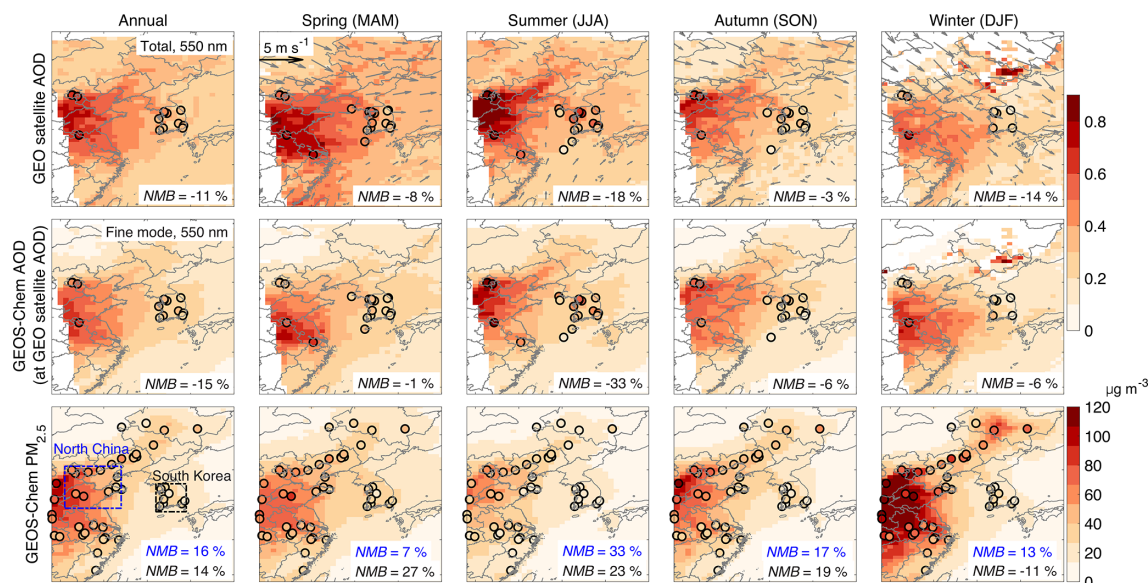 Annual
Spring (MAM)
Summer (JJA)
Autumn (SON)
Winter (DJF)
GEO satellite AOD
Total, 550 nm
5 m s⁻¹
NMB = -11 %
NMB = -8 %
NMB = -18 %
NMB = -3 %
NMB = -14 %
GEOS-Chem AOD
(at GEO satellite AOD)
Fine mode, 550 nm
NMB = -15 %
NMB = -1 %
NMB = -33 %
NMB = -6 %
NMB = -6 %
0.8
0.6
0.4
0.2
0
GEOS-Chem PM2.5
North China
South Korea
NMB = 16 %
NMB = 14 %
NMB = 7 %
NMB = 27 %
NMB = 33 %
NMB = 23 %
NMB = 17 %
NMB = 19 %
NMB = 13 %
NMB = -11 %
µg m⁻³
120
100
80
60
40
20
0